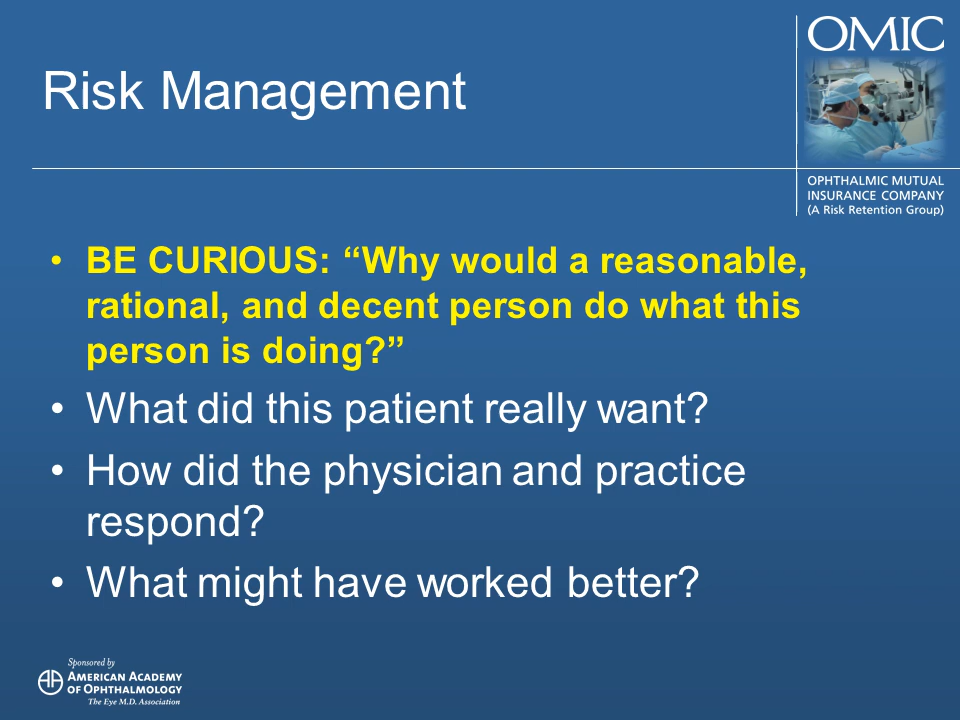 OMIC
Risk Management
OPHTHALMIC MUTUAL
INSURANCE COMPANY
(A Risk Retention Group)
• BE CURIOUS: “Why would a reasonable,
rational, and decent person do what this
person is doing?”
• What did this patient really want?
• How did the physician and practice
respond?
• What might have worked better?
Sponsored by
AMERICAN ACADEMY
OF OPHTHALMOLOGY
The Eye M.D. Association